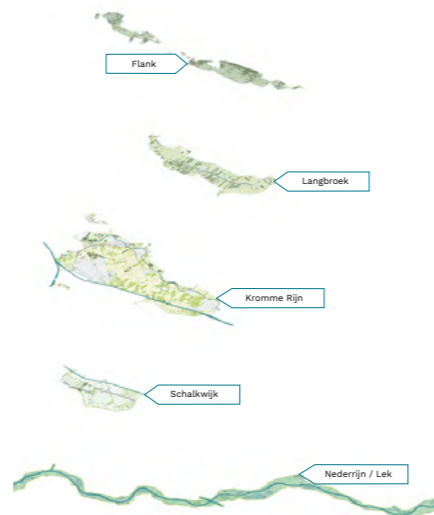 Flank
Langbroek
Kromme Rijn
Schalkwijk
Nederrijn / Lek